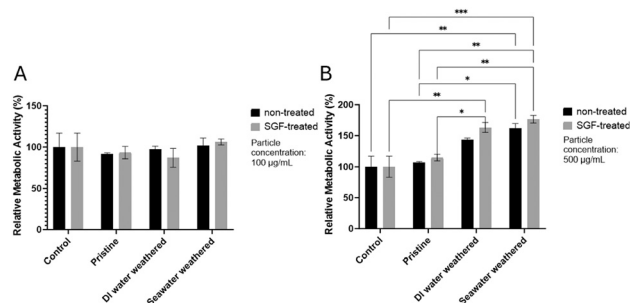 A
Relative Metabolic Activity (%)
150
100
50
0
Control
Pristine
DI water weathered
Seawater weathered
non-treated
SGF-treated
Particle
concentration:
100 µg/mL
B
Relative Metabolic Activity (%)
200
150
100
50
0
***
**
**
**
*
**
*
Control
Pristine
DI water weathered
Seawater weathered
non-treated
SGF-treated
Particle
concentration:
500 µg/mL